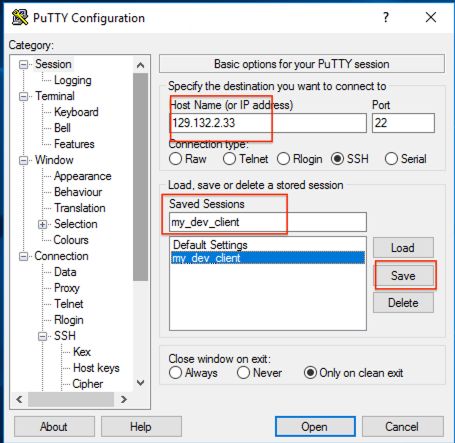 PuTTY Configuration
? ×
Category:
Session
Logging
Terminal
Keyboard
Bell
Features
Window
Appearance
Behaviour
Translation
Selection
Colours
Connection
Data
Proxy
Telnet
Rlogin
SSH
Kex
Host keys
Cipher
Basic options for your PuTTY session
Specify the destination you want to connect to
Host Name (or IP address) Port
129.132.2.33 22
Connection type:
Raw Telnet Rlogin SSH Serial
Load, save or delete a stored session
Saved Sessions
my_dev_client
Default Settings
my_dev_client
Load
Save
Delete
Close window on exit:
Always Never Only on clean exit
About Help Open Cancel